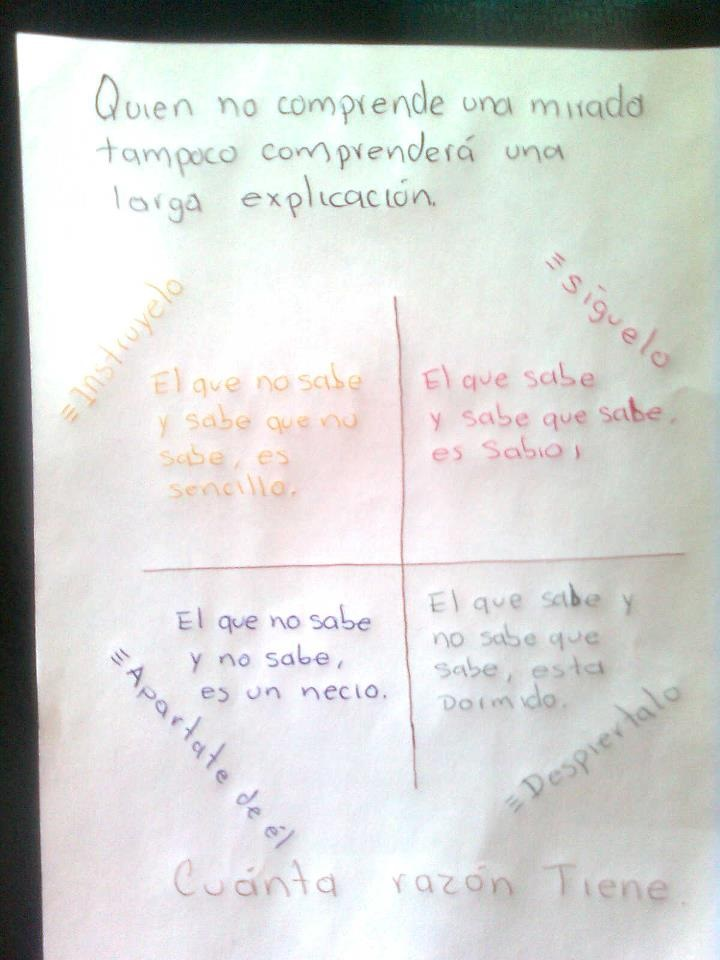 Quien no comprende una mirada
tampoco comprenderá una
larga explicación.
≡Instruyelo
El que no sabe
y sabe que no
sabe, es
sencillo.
≡Síguelo
El que sabe
y sabe que sabe.
es Sabio,
El que no sabe
y no sabe,
es un necio.
≡Apartate de él
El que sabe y
no sabe que
sabe, esta
Dormido.
≡Despiertalo
Cuánta razón Tiene.